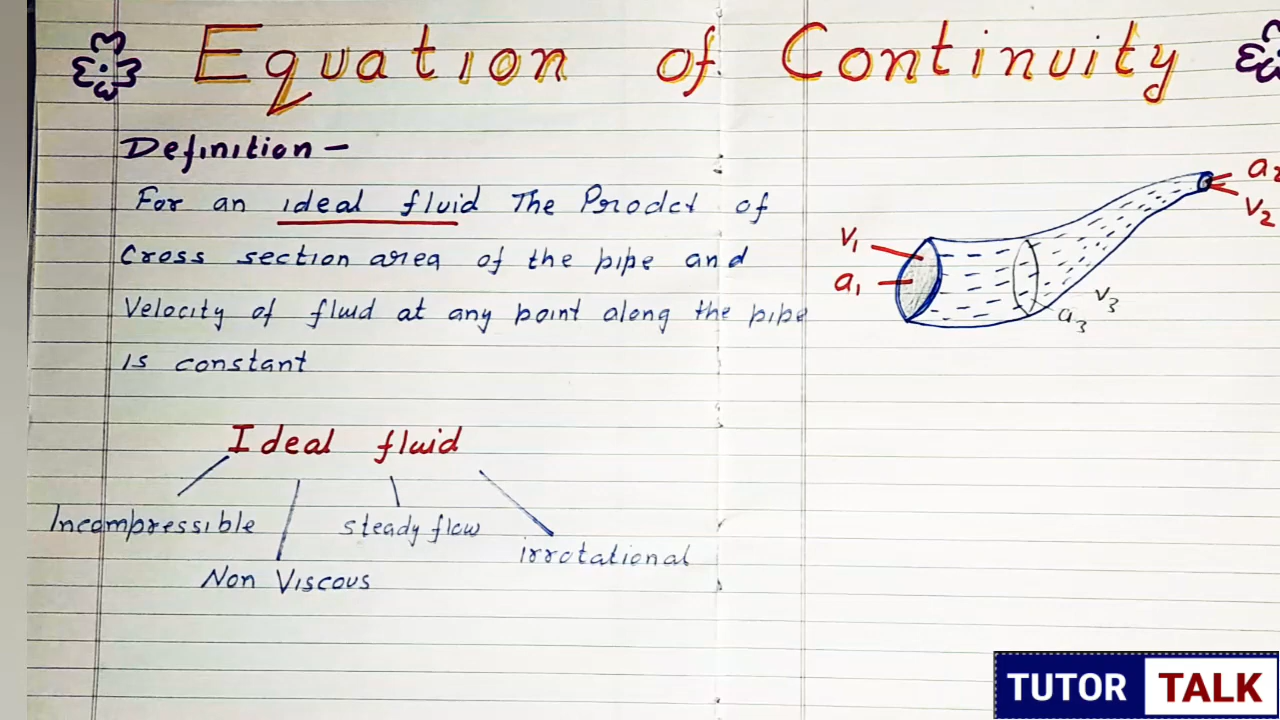 Equation of Continuity
Definition -
For an ideal fluid The Prodct of
Cross section area of the pipe and
Velocity of fluid at any point along the pipe
is constant
V1
a1
a2
V2
V3
a3
Ideal fluid
Incompressible
steady flow
irrotational
Non Viscous
TUTOR TALK